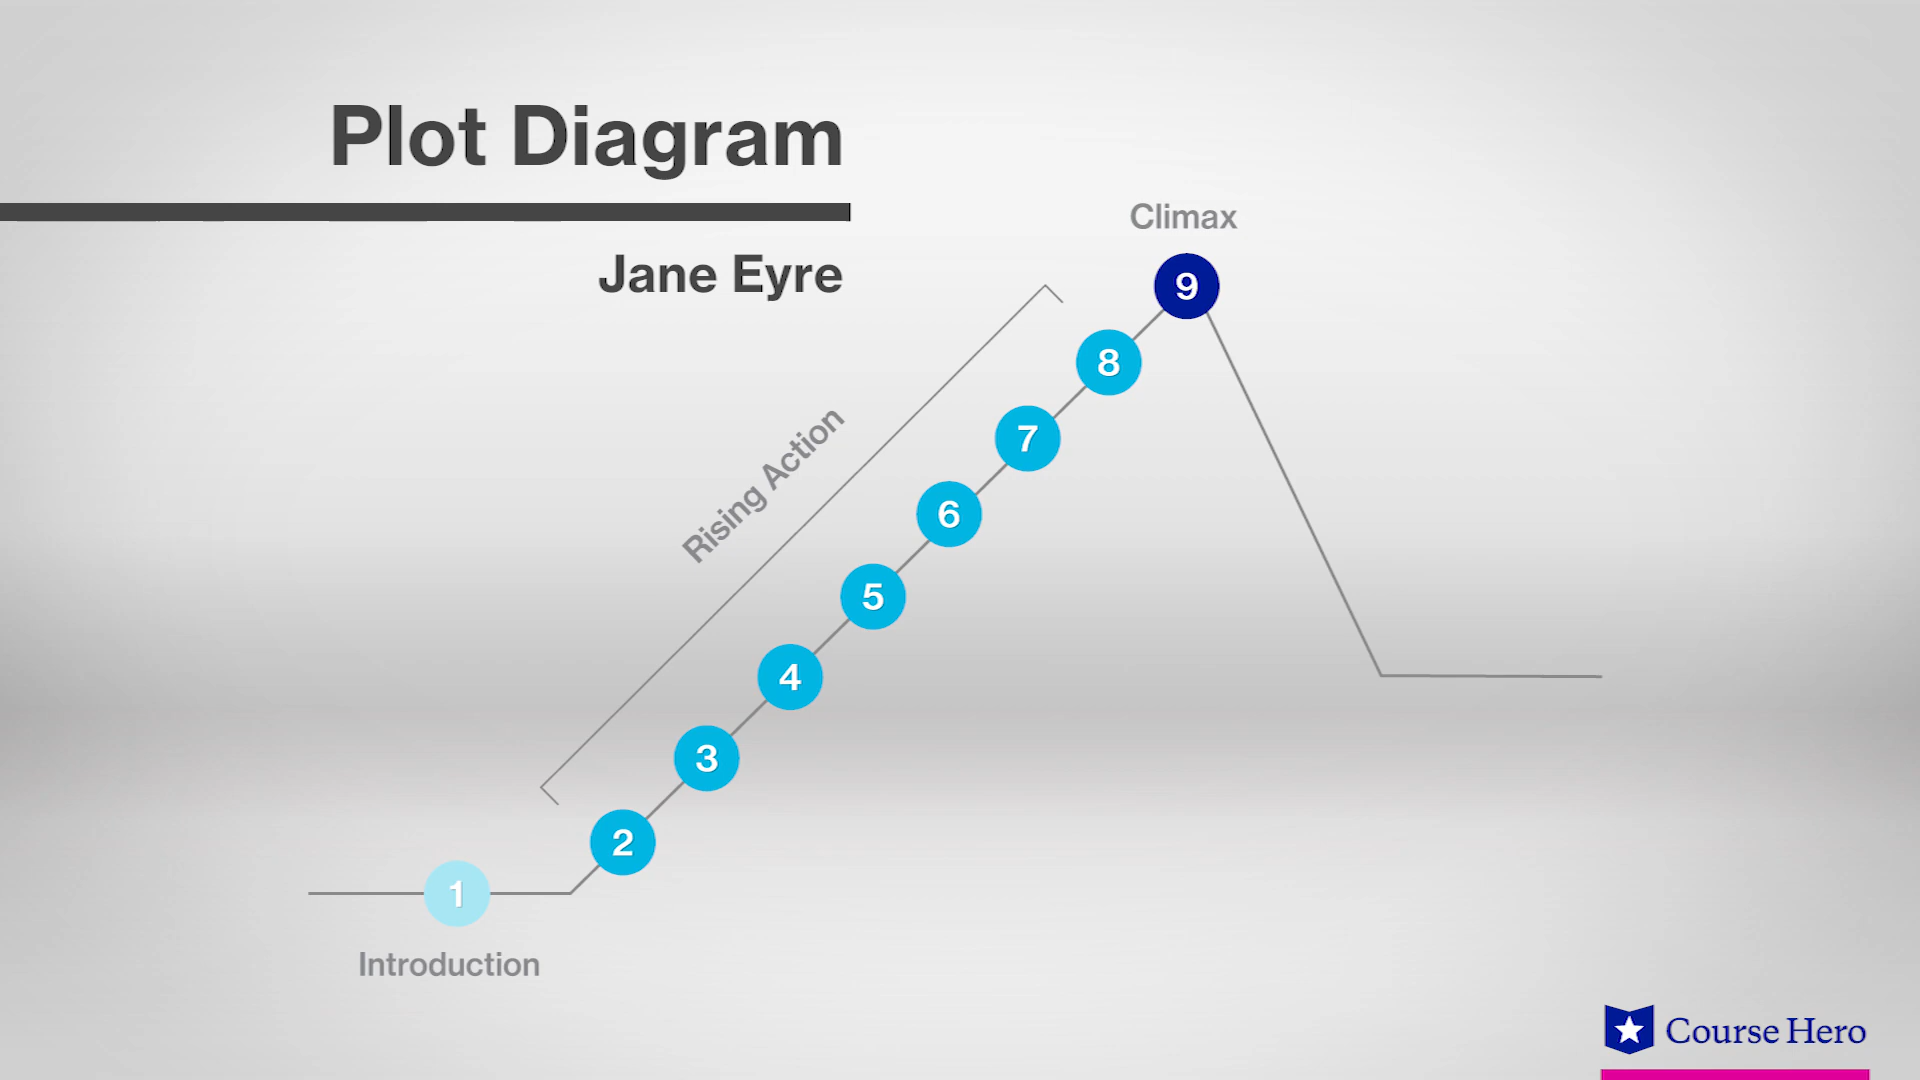 Plot Diagram
Jane Eyre
Climax
9
8
7
Rising Action
6
5
4
3
2
1
Introduction
Course Hero